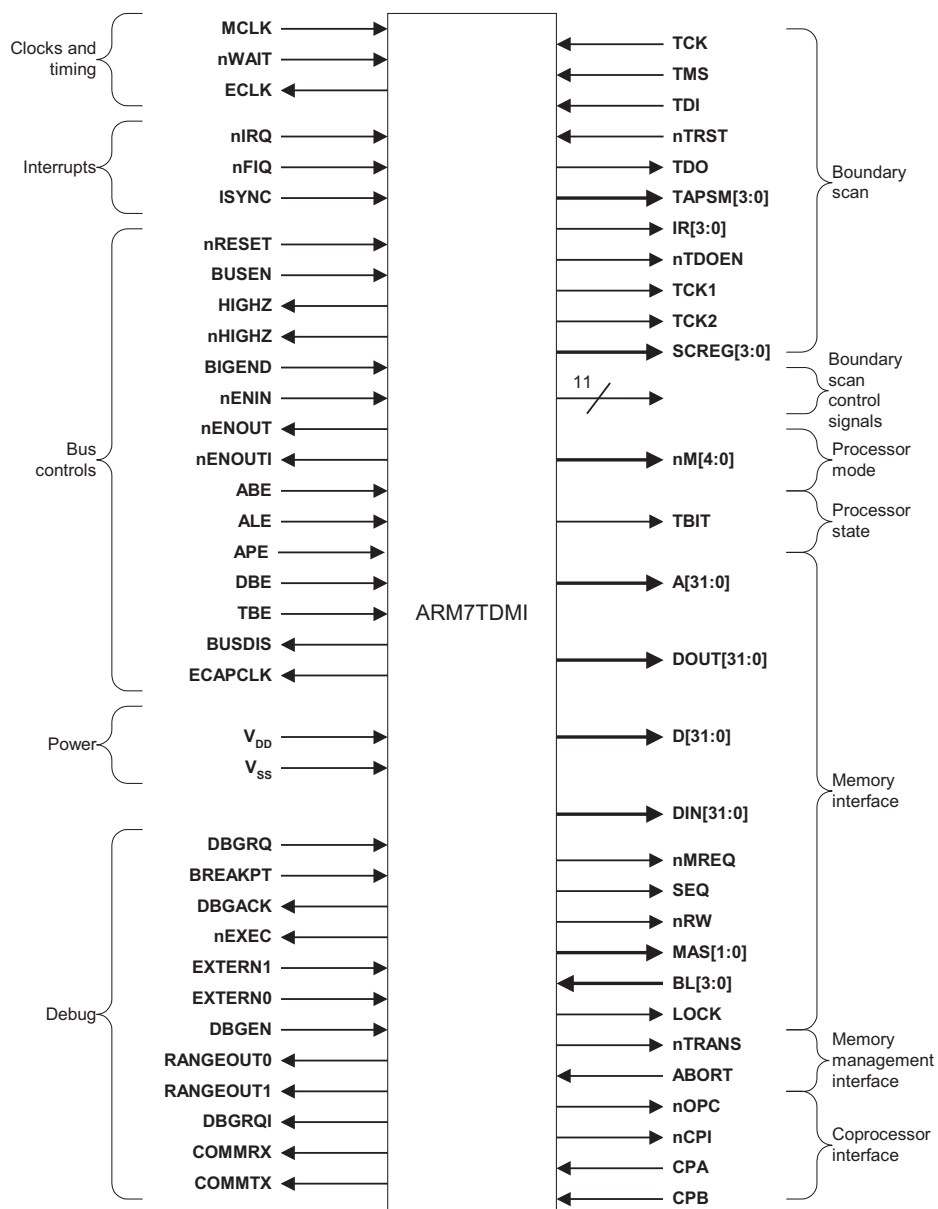 Clocks and
timing
MCLK
nWAIT
ECLK
Interrupts
nIRQ
nFIQ
ISYNC
Bus
controls
nRESET
BUSEN
HIGHZ
nHIGHZ
BIGEND
nENIN
nENOUT
nENOUTI
ABE
ALE
APE
DBE
TBE
BUSDIS
ECAPCLK
Power
VDD
VSS
Debug
DBGRQ
BREAKPT
DBGACK
nEXEC
EXTERN1
EXTERN0
DBGEN
RANGEOUT0
RANGEOUT1
DBGRQI
COMMRX
COMMTX
ARM7TDMI
TCK
TMS
TDI
nTRST
TDO
TAPSM[3:0]
IR[3:0]
nTDOEN
TCK1
TCK2
SCREG[3:0]
Boundary
scan
11
Boundary
scan
control
signals
nM[4:0]
Processor
mode
TBIT
Processor
state
A[31:0]
DOUT[31:0]
D[31:0]
DIN[31:0]
nMREQ
SEQ
nRW
MAS[1:0]
BL[3:0]
LOCK
Memory
interface
nTRANS
ABORT
Memory
management
interface
nOPC
nCPI
CPA
CPB
Coprocessor
interface